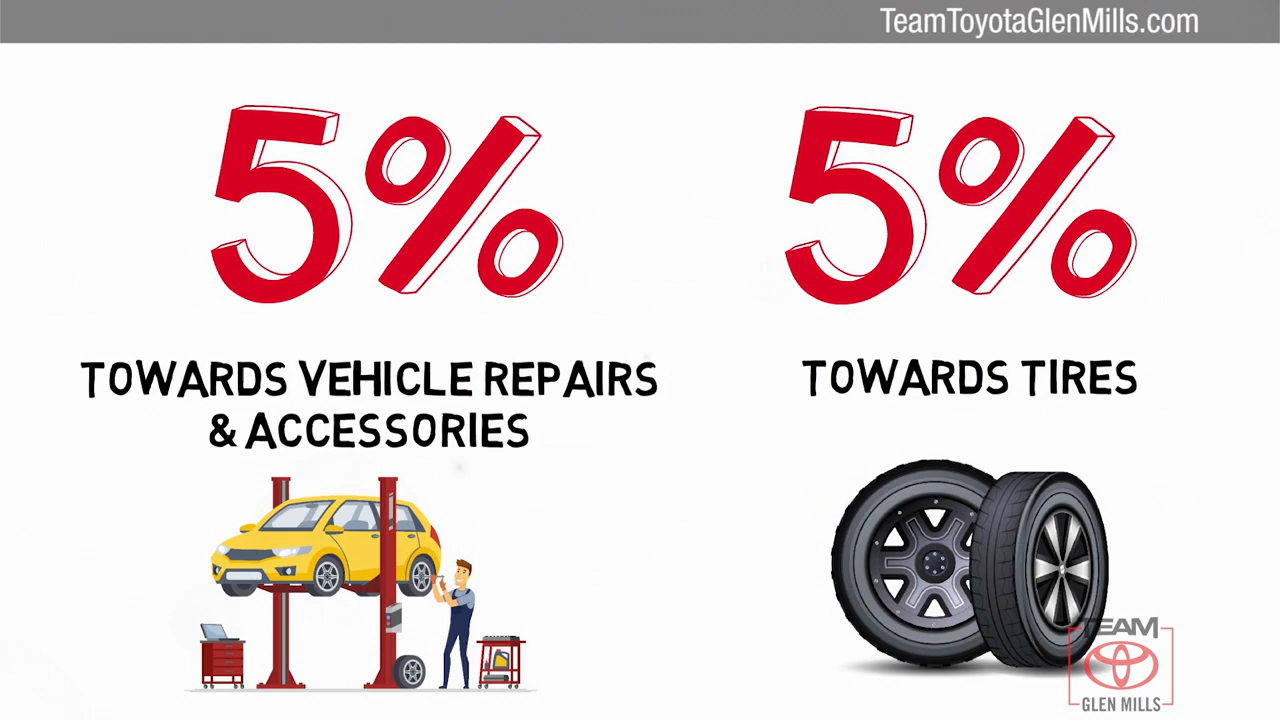 TeamToyotaGlenMills.com
5%
5%
TOWARDS VEHICLE REPAIRS
& ACCESSORIES
TOWARDS TIRES
TEAM
GLEN MILLS